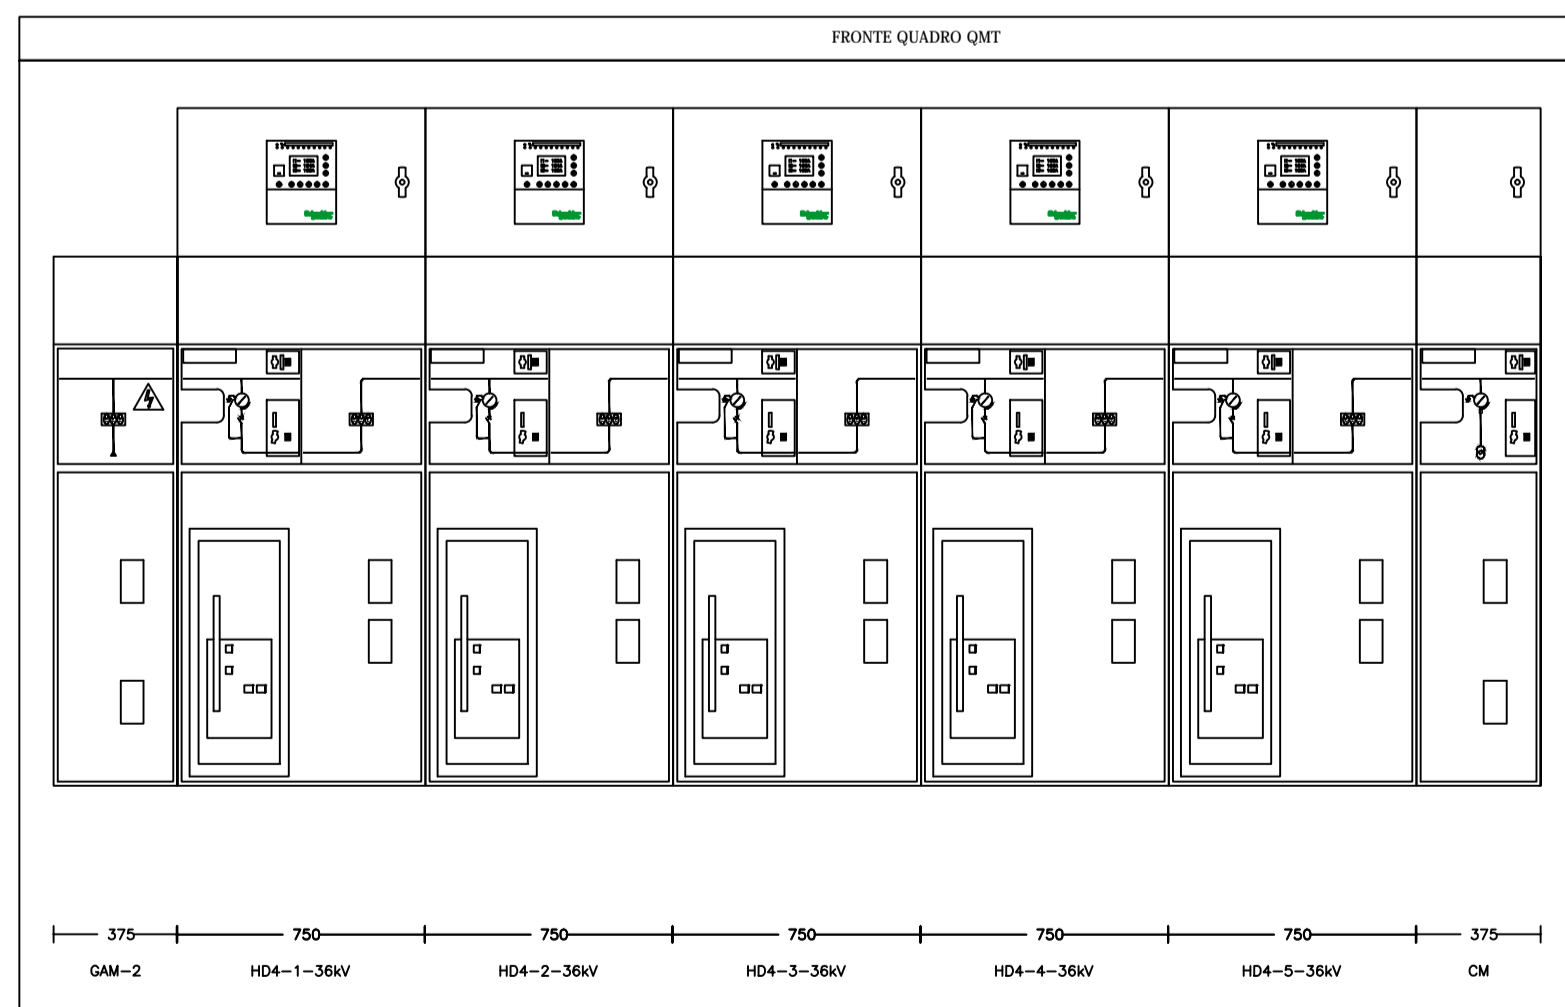 FRONTE QUADRO QMT
375 750 750 750 750 750 375
GAM-2 HD4-1-36kV HD4-2-36kV HD4-3-36kV HD4-4-36kV HD4-5-36kV CM